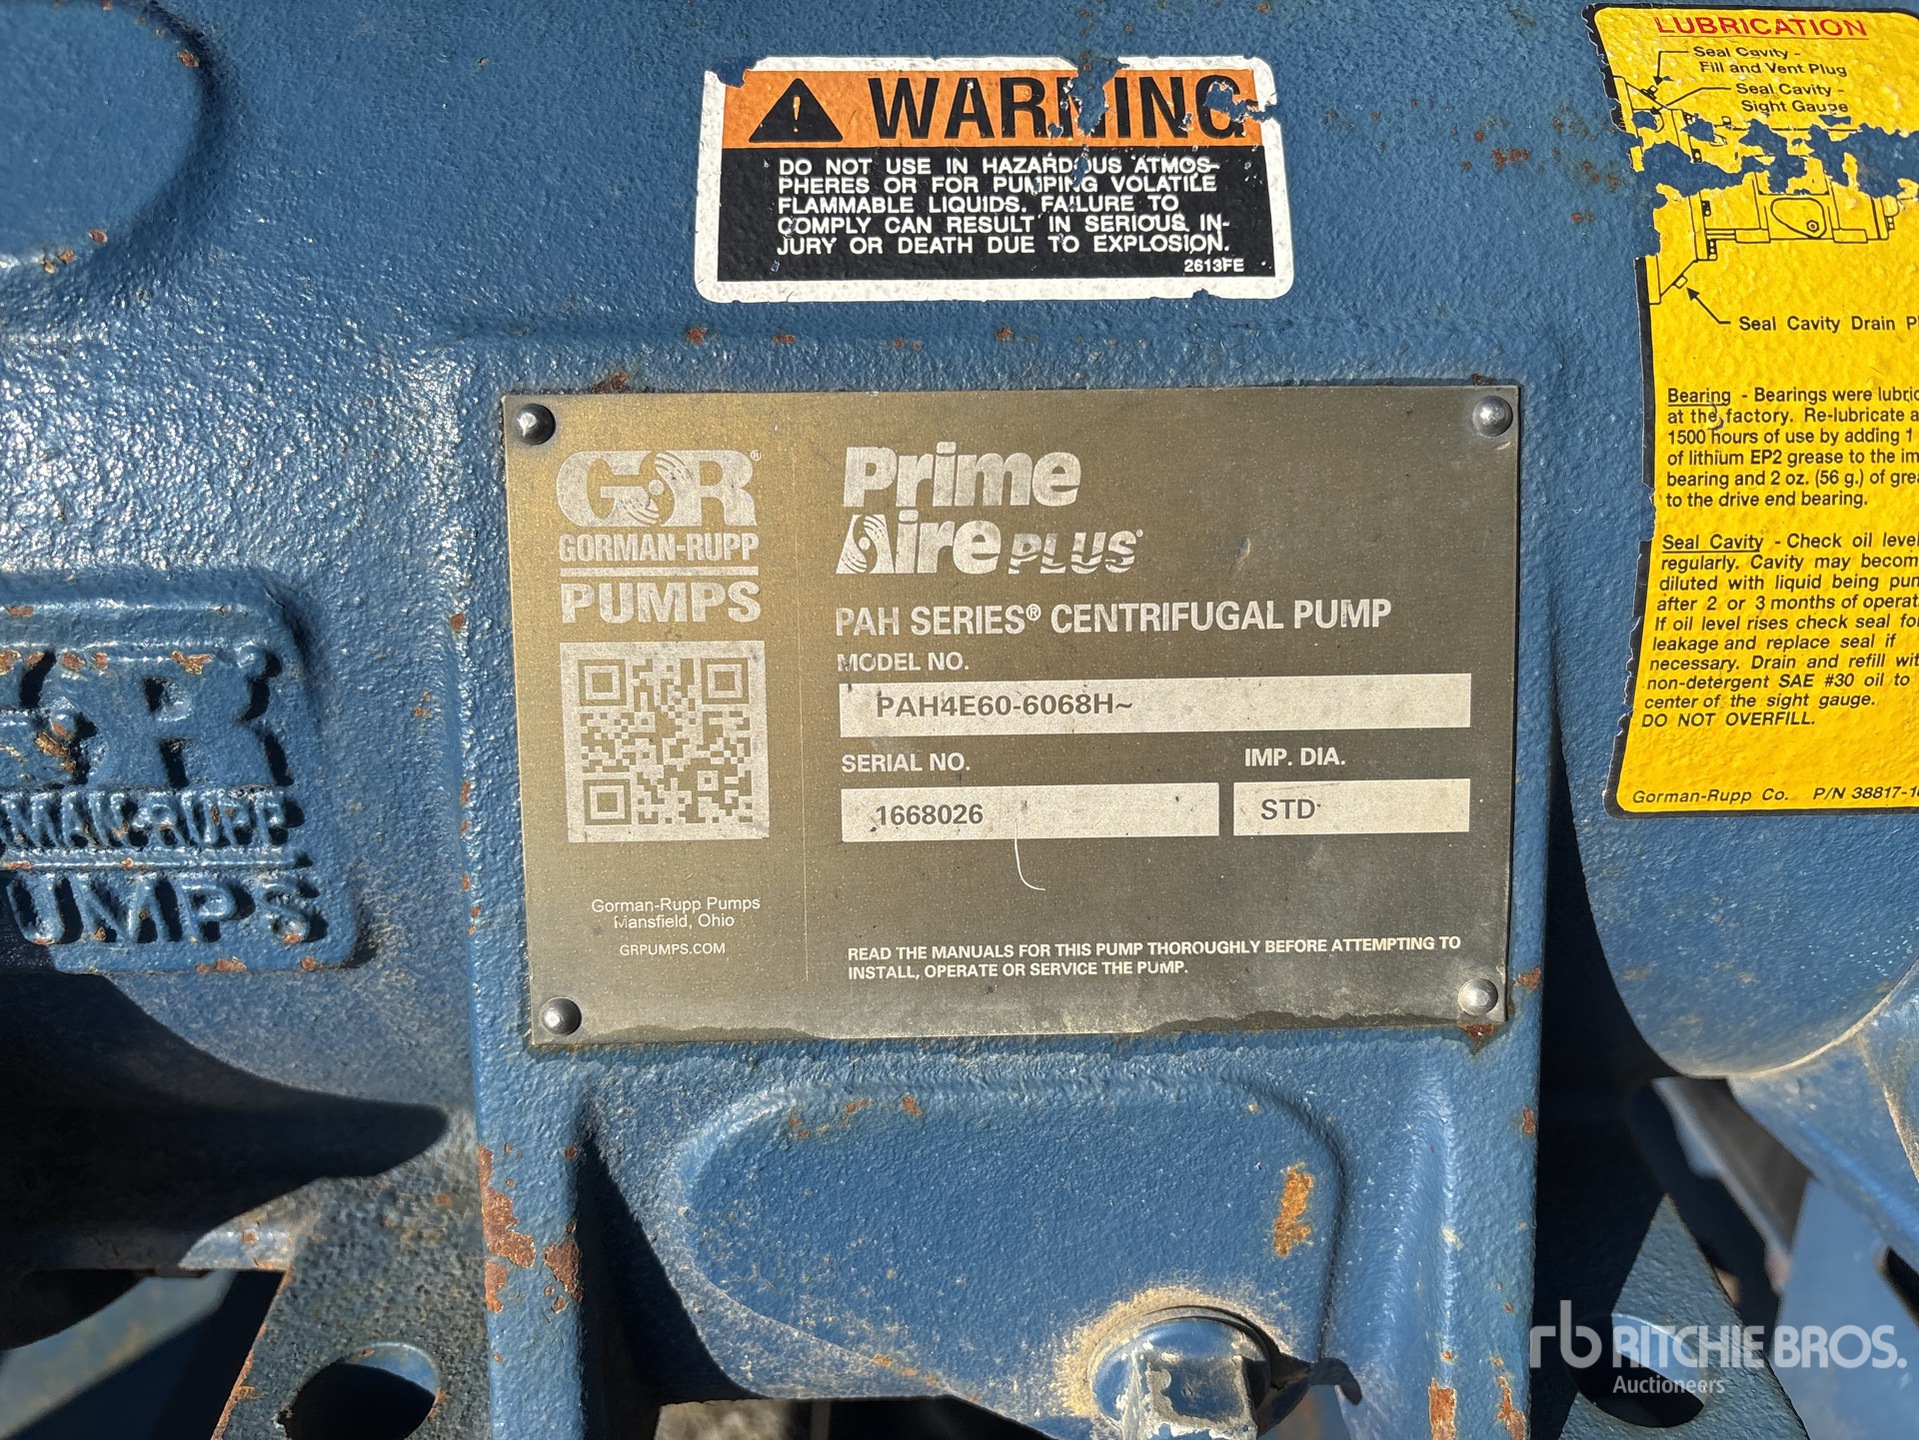 WARNING
DO NOT USE IN HAZARDOUS ATMOS-
PHERES OR FOR PUMPING VOLATILE
FLAMMABLE LIQUIDS. FAILURE TO
COMPLY CAN RESULT IN SERIOUS IN-
JURY OR DEATH DUE TO EXPLOSION.
2613FE
LUBRICATION
Seal Cavity -
Fill and Vent Plug
Seal Cavity -
Sight Gauge
Seal Cavity Drain
Bearing - Bearings were
at the factory. Re-lubricate
1500 hours of use by adding 1
of lithium EP2 grease to the
bearing and 2 oz. (56 g.) of
to the drive end bearing.
Seal Cavity - Check oil level
regularly. Cavity may
diluted with liquid being
after 2 or 3 months of
If oil level rises check seal
leakage and replace seal if
necessary. Drain and refill
non-detergent SAE #30 oil to
center of the sight gauge.
DO NOT OVERFILL.
Gorman-Rupp Co. P/N 38817-
GR®
GORMAN-RUPP
PUMPS
Gorman-Rupp Pumps
Mansfield, Ohio
GRPUMPS.COM
Prime
Aire PLUS®
PAH SERIES® CENTRIFUGAL PUMP
MODEL NO.
PAH4E60-6068H~
SERIAL NO. IMP. DIA.
1668026 STD
READ THE MANUALS FOR THIS PUMP THOROUGHLY BEFORE ATTEMPTING TO
INSTALL, OPERATE OR SERVICE THE PUMP.
R
RMAN-RUPP
UMPS
rb RITCHIE BROS.
Auctioneers